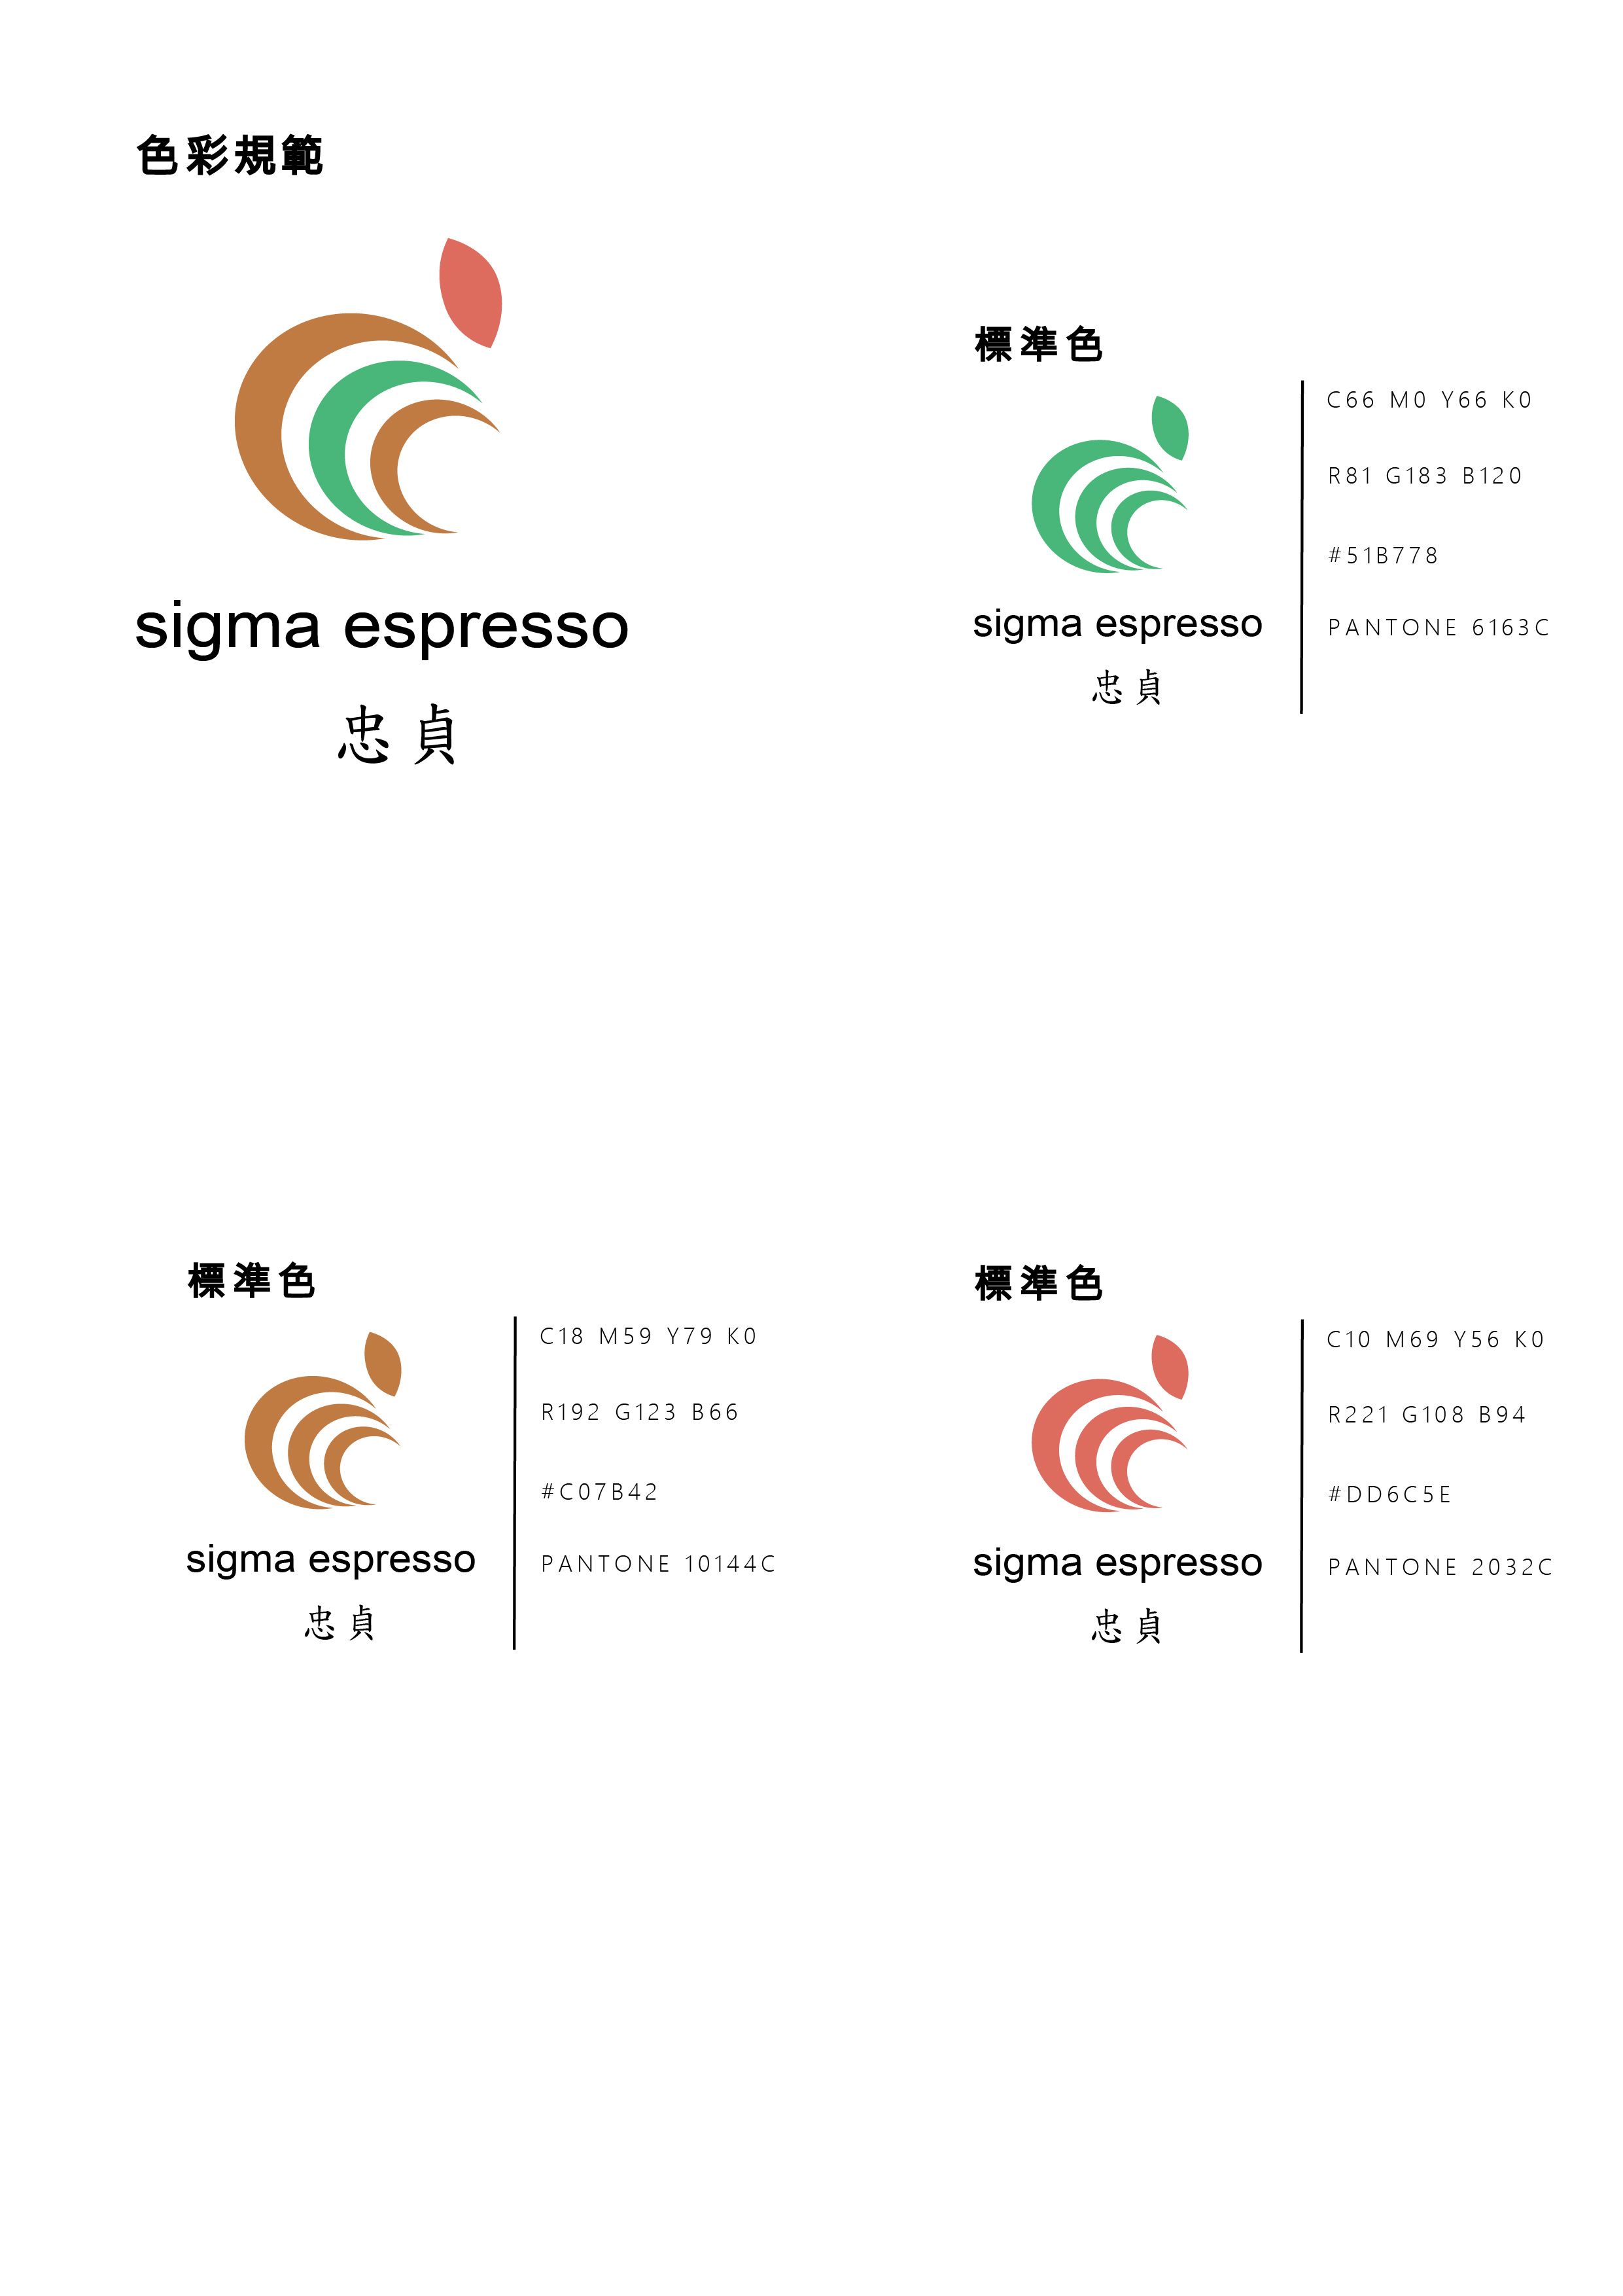 色彩規範
sigma espresso
忠貞
標準色
C66 M0 Y66 K0
R81 G183 B120
#51B778
PANTONE 6163C
sigma espresso
忠貞
標準色
C18 M59 Y79 K0
R192 G123 B66
#C07B42
PANTONE 10144C
sigma espresso
忠貞
標準色
C10 M69 Y56 K0
R221 G108 B94
#DD6C5E
PANTONE 2032C
sigma espresso
忠貞